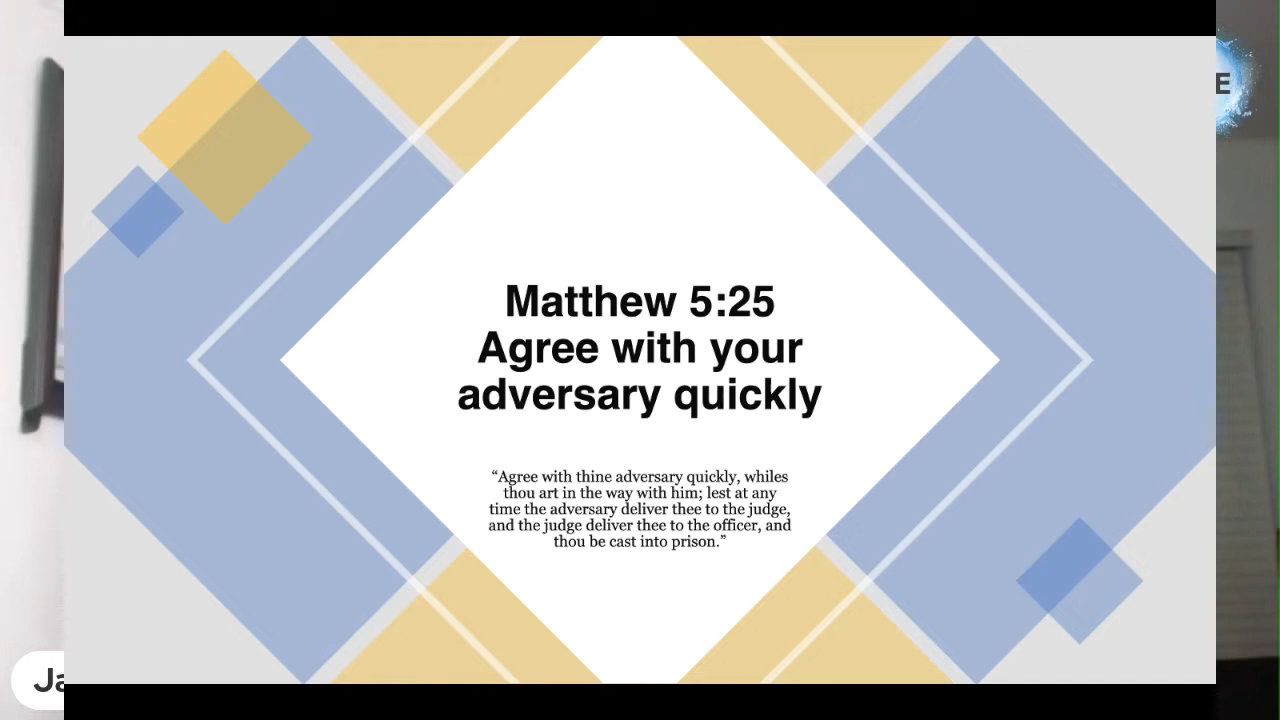 Matthew 5:25
Agree with your
adversary quickly
“Agree with thine adversary quickly, whiles
thou art in the way with him; lest at any
time the adversary deliver thee to the judge,
and the judge deliver thee to the officer, and
thou be cast into prison.”